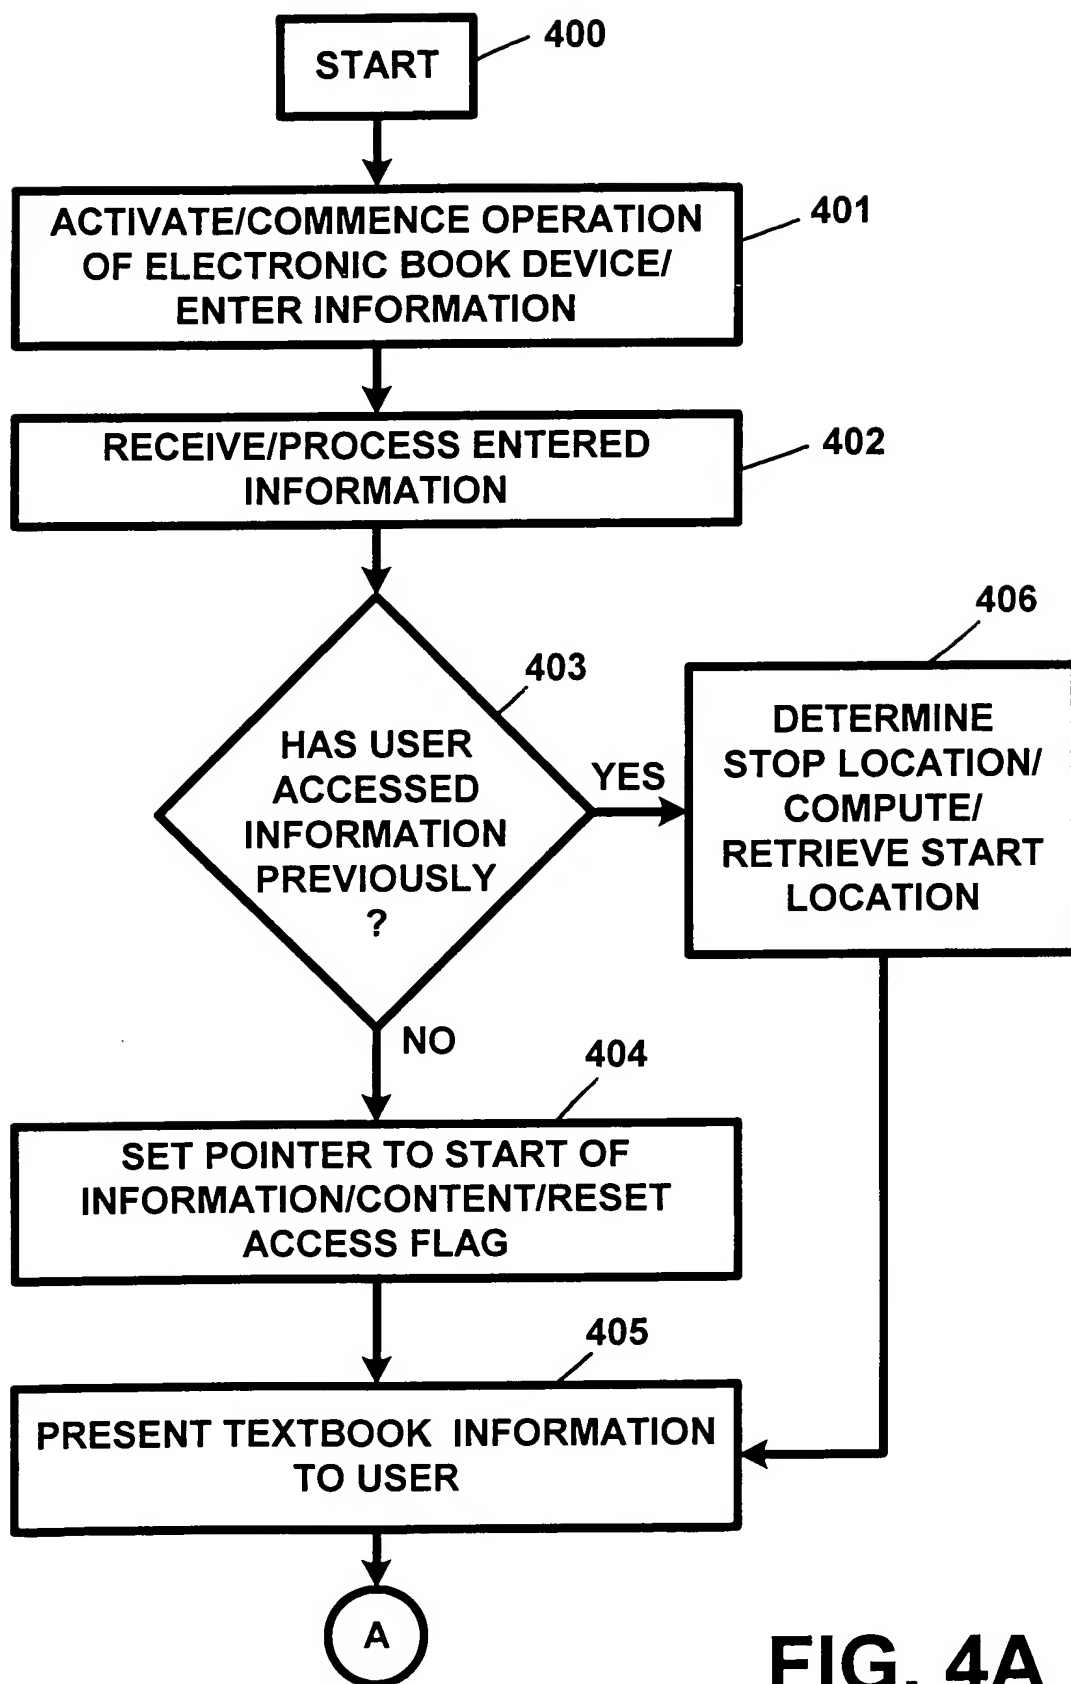 START
400
ACTIVATE/COMMENCE OPERATION
OF ELECTRONIC BOOK DEVICE/
ENTER INFORMATION
401
RECEIVE/PROCESS ENTERED
INFORMATION
402
HAS USER
ACCESSED
INFORMATION
PREVIOUSLY
?
403
YES
406
DETERMINE
STOP LOCATION/
COMPUTE/
RETRIEVE START
LOCATION
NO
404
SET POINTER TO START OF
INFORMATION/CONTENT/RESET
ACCESS FLAG
405
PRESENT TEXTBOOK INFORMATION
TO USER
A
FIG. 4A